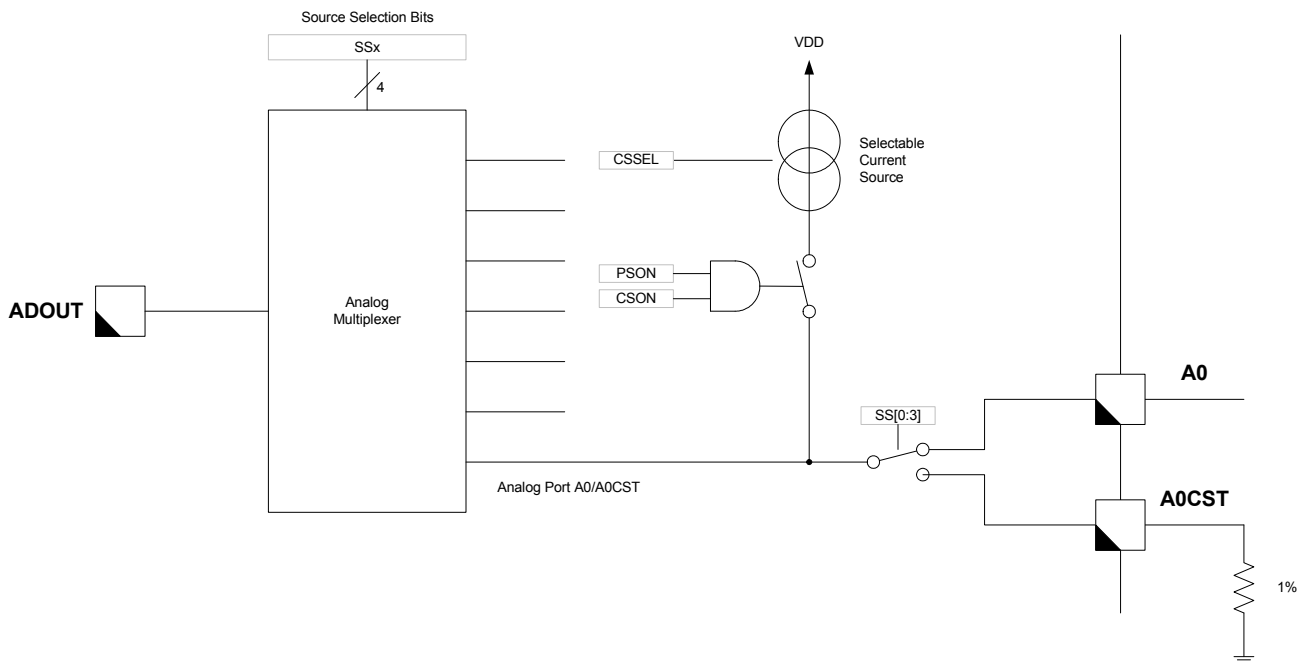 Source Selection Bits
SSx
4
VDD
CSSEL
Selectable
Current
Source
PSON
CSON
ADOUT
Analog
Multiplexer
A0
SS[0:3]
Analog Port A0/A0CST
A0CST
1%